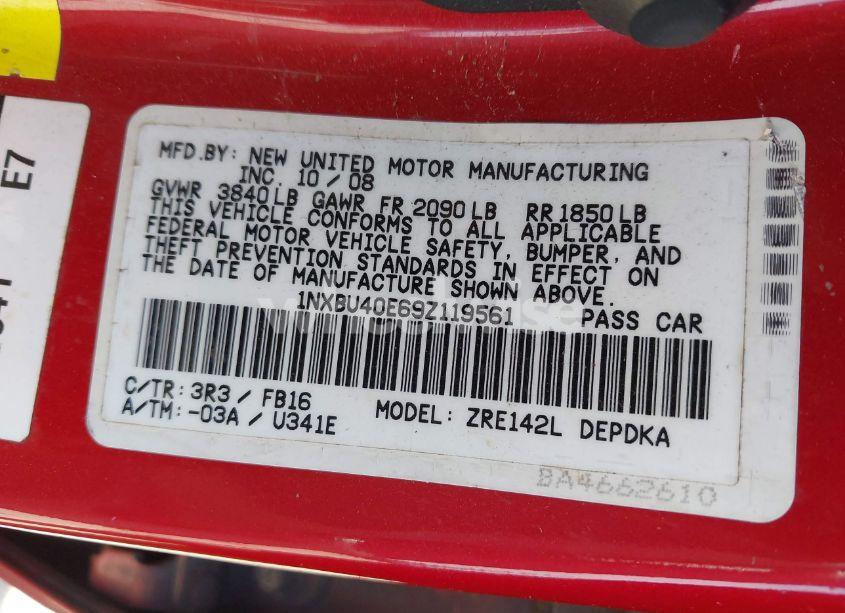 MFD.BY: NEW UNITED MOTOR MANUFACTURING
INC. 10/08
GVWR 3840LB GAWR FR 2090LB RR1850LB
THIS VEHICLE CONFORMS TO ALL APPLICABLE
FEDERAL MOTOR VEHICLE SAFETY, BUMPER, AND
THEFT PREVENTION STANDARDS IN EFFECT ON
THE DATE OF MANUFACTURE SHOWN ABOVE.
1NXBU40E69Z119561 PASS CAR
C/TR: 3R3 / FB16
A/TM: -03A / U341E MODEL: ZRE142L DEPDKA
BA4662610
E7